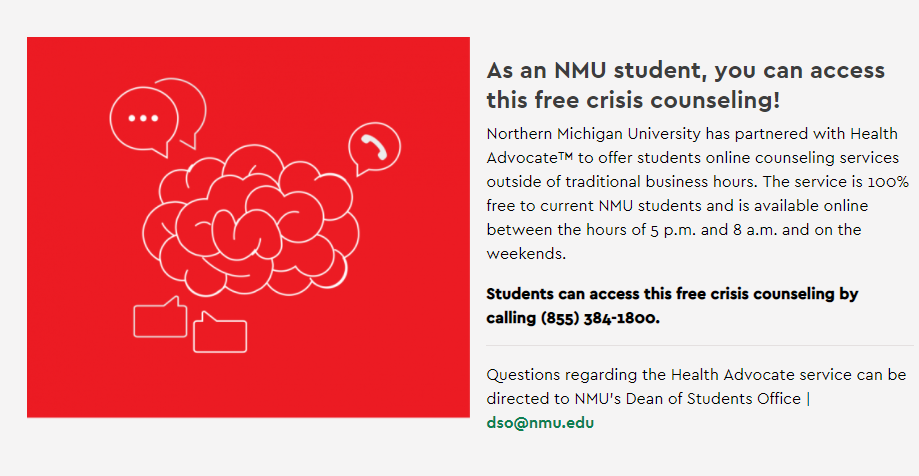 As an NMU student, you can access
this free crisis counseling!
Northern Michigan University has partnered with Health
Advocate™ to offer students online counseling services
outside of traditional business hours. The service is 100%
free to current NMU students and is available online
between the hours of 5 p.m. and 8 a.m. and on the
weekends.
Students can access this free crisis counseling by
calling (855) 384-1800.
Questions regarding the Health Advocate service can be
directed to NMU's Dean of Students Office |
dso@nmu.edu